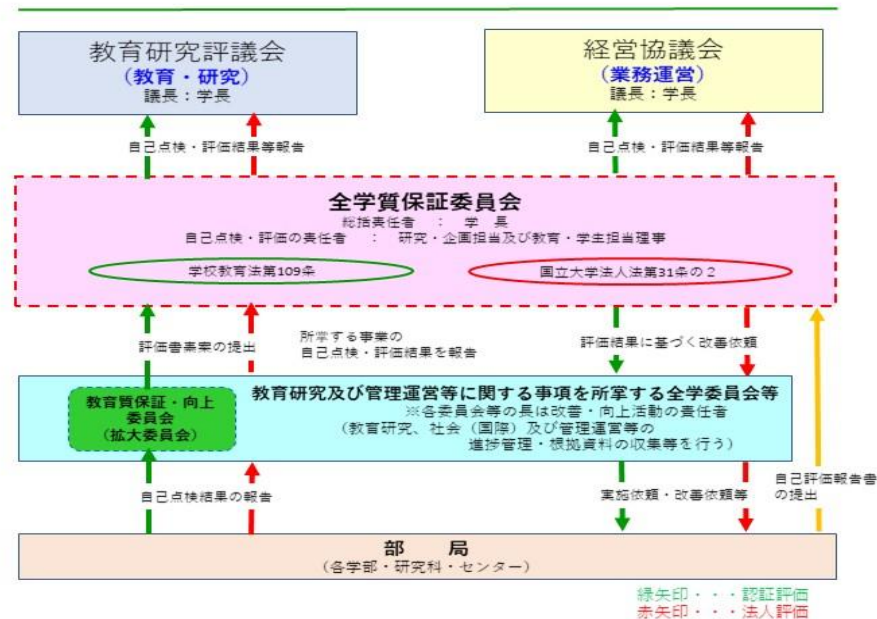 教育研究評議会
(教育・研究)
議長：学長
経営協議会
(業務運営)
議長：学長
自己点検・評価結果等報告
自己点検・評価結果等報告
全学質保証委員会
総括責任者 ： 学 長
自己点検・評価の責任者 ： 研究・企画担当及び教育・学生担当理事
学校教育法第109条
国立大学法人法第31条の２
評価書素案の提出
所掌する事業の
自己点検・評価結果を報告
評価結果に基づく改善依頼
教育質保証・向上
委員会
(拡大委員会)
教育研究及び管理運営等に関する事項を所掌する全学委員会等
※各委員会等の長は改善・向上活動の責任者
(教育研究、社会（国際）及び管理運営等の
進捗管理・根拠資料の収集等を行う)
自己点検結果の報告
実施依頼・改善依頼等
自己評価報告書
の提出
部 局
(各学部・研究科・センター)
緑矢印・・・認証評価
赤矢印・・・法人評価